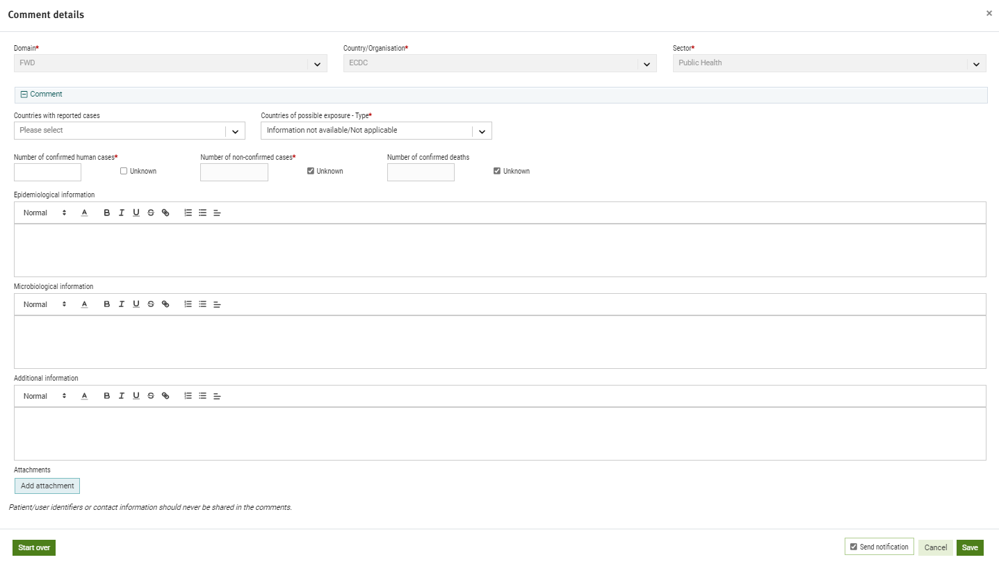 Comment details
×
Domain* Country/Organisation* Sector*
FWD ECDC Public Health
Comment
Countries with reported cases Countries of possible exposure - Type*
Please select Information not available/Not applicable
Number of confirmed human cases* Number of non-confirmed cases* Number of confirmed deaths
Unknown Unknown Unknown
Epidemiological information
Normal A B I U S
Microbiological information
Normal A B I U S
Additional information
Normal A B I U S
Attachments
Add attachment
Patient/user identifiers or contact information should never be shared in the comments.
Start over Send notification Cancel Save